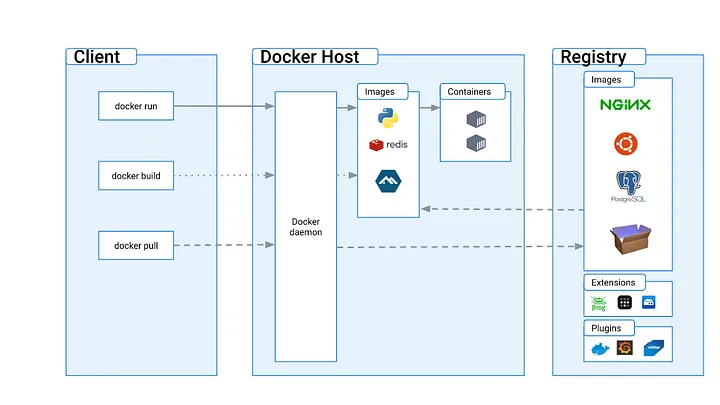 Client
docker run
docker build
docker pull
Docker Host
Docker
daemon
Images
redis
Containers
Registry
Images
NGINX
PostgreSQL
Extensions
jfrog
Plugins